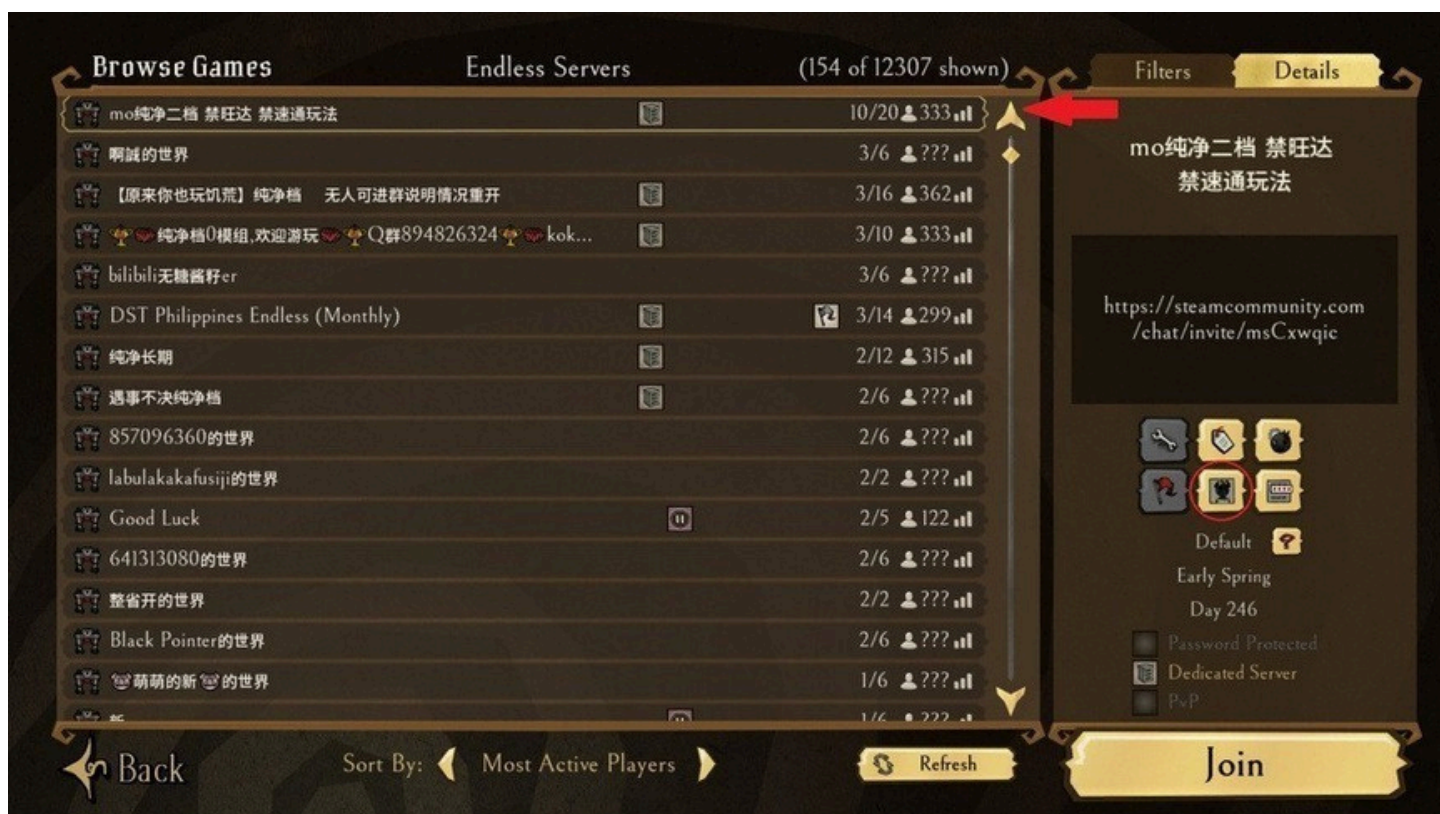 Browse Games
Endless Servers
(154 of 12307 shown)
Filters
Details
mo纯净二档 禁旺达 禁速通玩法
10/20 333
啊誠的世界
3/6 ???
【原来你也玩饥荒】纯净档 无人可进群说明情况重开
3/16 362
纯净档0模组,欢迎游玩 Q群894826324 kok...
3/10 333
bilibili无糖酱籽er
3/6 ???
DST Philippines Endless (Monthly)
3/14 299
纯净长期
2/12 315
遇事不决纯净档
2/6 ???
857096360的世界
2/6 ???
labulakakafusiji的世界
2/2 ???
Good Luck
2/5 122
641313080的世界
2/6 ???
整省开的世界
2/2 ???
Black Pointer的世界
2/6 ???
萌萌的新的世界
1/6 ???
1/6 ???
mo纯净二档 禁旺达
禁速通玩法
https://steamcommunity.com
/chat/invite/msCxwqic
Default
Early Spring
Day 246
Password Protected
Dedicated Server
PvP
Back
Sort By:
Most Active Players
Refresh
Join